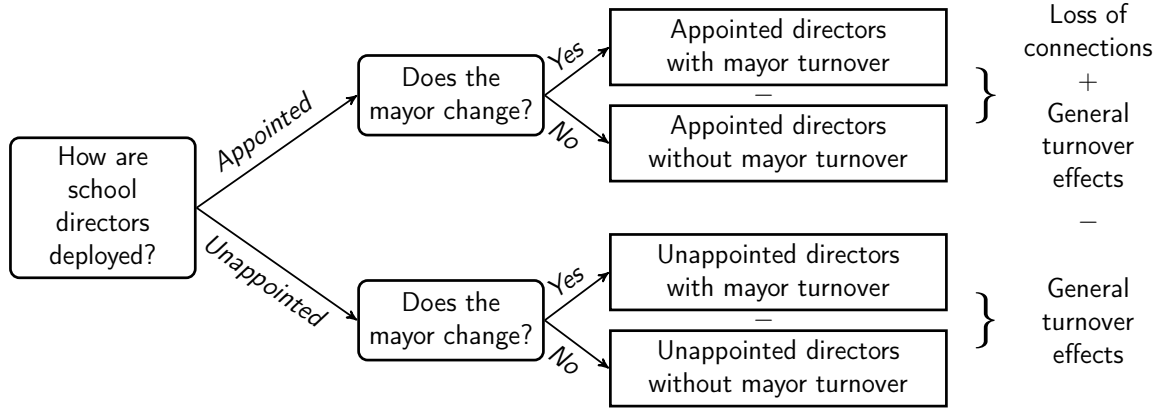 How are
school
directors
deployed?
Appointed
Unappointed
Does the
mayor change?
Yes
No
Appointed directors
with mayor turnover
−
Appointed directors
without mayor turnover
}
Loss of
connections
+
General
turnover
effects
−
Does the
mayor change?
Yes
No
Unappointed directors
with mayor turnover
−
Unappointed directors
without mayor turnover
}
General
turnover
effects